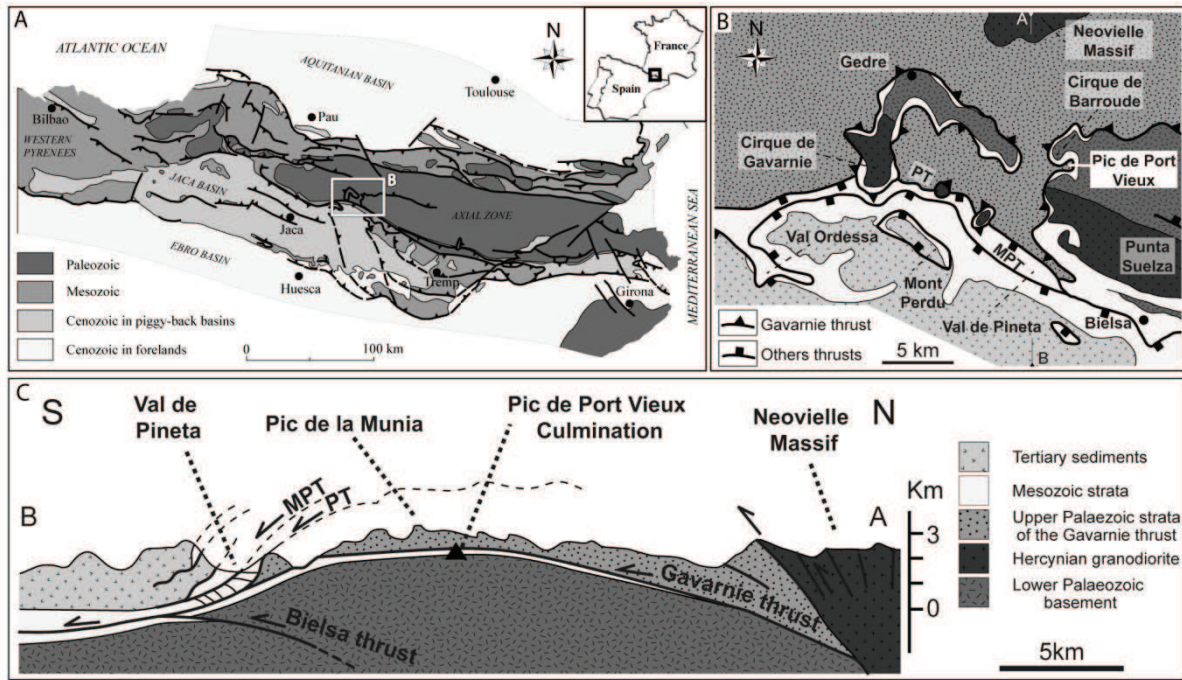 A
ATLANTIC OCEAN
N
AQUITANIAN BASIN
France
Spain
Toulouse
Bilbao
Pau
WESTERN
PYRENEES
JACA BASIN
B
AXIAL ZONE
Jaca
EBRO BASIN
Huesca
Tremp
Girona
MEDITERRANEAN SEA
Paleozoic
Mesozoic
Cenozoic in piggy-back basins
Cenozoic in forelands
0
100 km
B
N
A
Neovielle
Massif
Gedre
Cirque de
Barroude
Cirque de
Gavarnie
Pic de Port
Vieux
PT
Val Ordessa
MPT
Punta
Suelza
Mont
Perdu
Val de Pineta
Bielsa
Gavarnie thrust
Others thrusts
5 km
B
C
S
Val de
Pineta
Pic de la Munia
Pic de Port Vieux
Culmination
Neovielle
Massif
N
MPT
PT
B
A
Km
3
0
Gavarnie thrust
Bielsa thrust
Tertiary sediments
Mesozoic strata
Upper Palaezoic strata
of the Gavarnie thrust
Hercynian granodiorite
Lower Palaeozoic
basement
5km